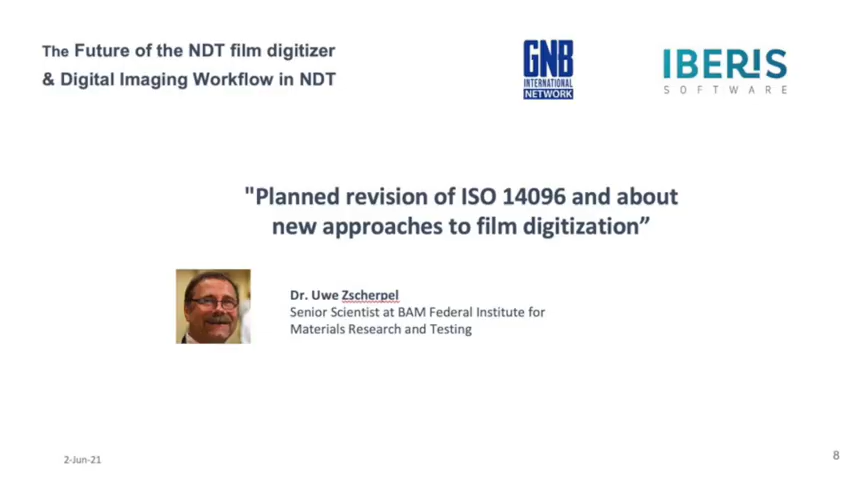 The Future of the NDT film digitizer
& Digital Imaging Workflow in NDT
GNB
INTERNATIONAL
NETWORK
IBERIS
SOFTWARE
"Planned revision of ISO 14096 and about
new approaches to film digitization”
Dr. Uwe Zscherpel
Senior Scientist at BAM Federal Institute for
Materials Research and Testing
2-Jun-21
8